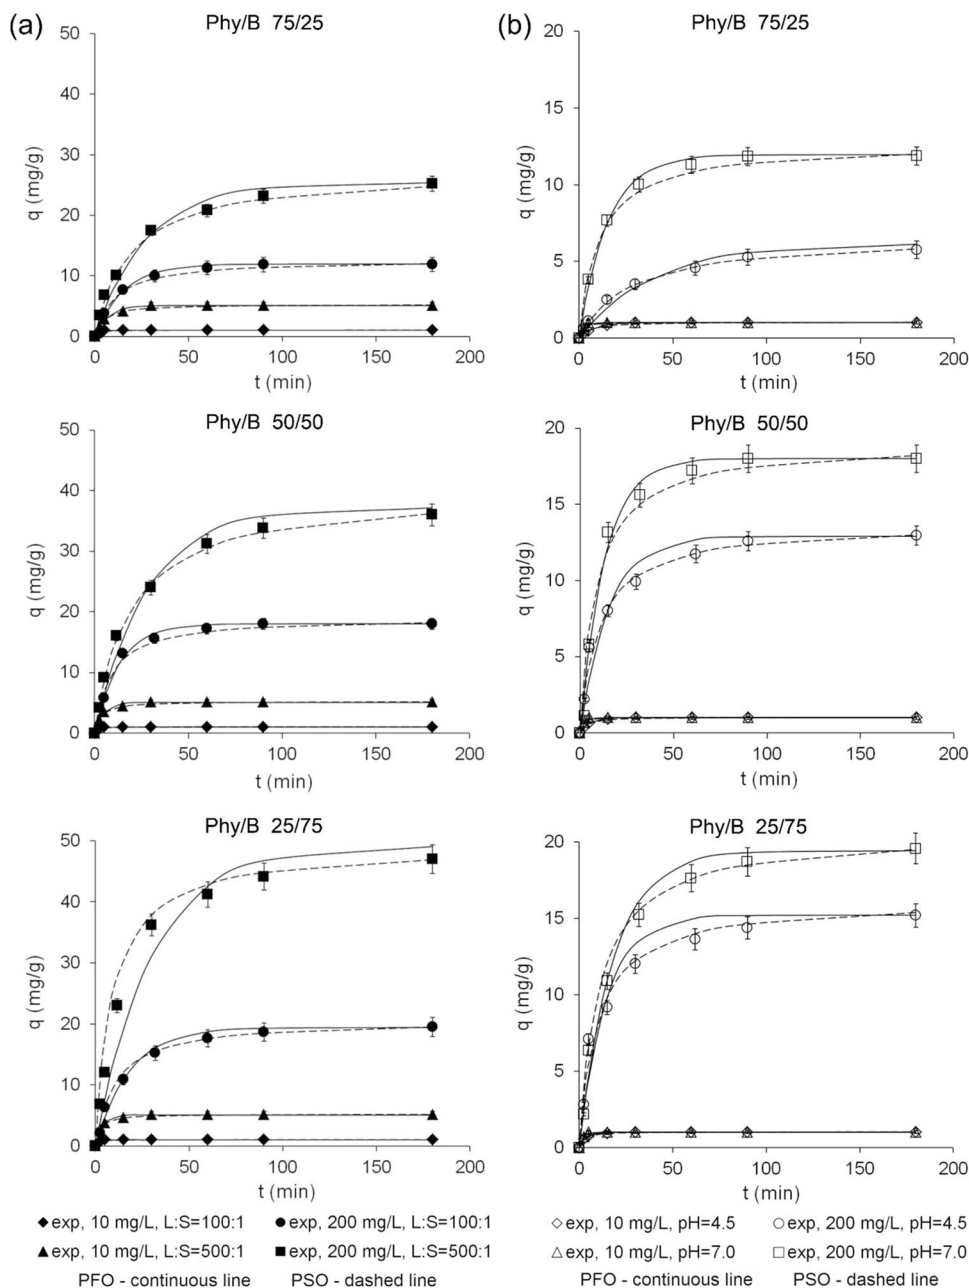 (a)
Phy/B 75/25
50
40
30
20
10
0
q (mg/g)
0 50 100 150 200
t (min)
(b)
Phy/B 75/25
20
15
10
5
0
q (mg/g)
0 50 100 150 200
t (min)
Phy/B 50/50
50
40
30
20
10
0
q (mg/g)
0 50 100 150 200
t (min)
Phy/B 50/50
20
15
10
5
0
q (mg/g)
0 50 100 150 200
t (min)
Phy/B 25/75
50
40
30
20
10
0
q (mg/g)
0 50 100 150 200
t (min)
Phy/B 25/75
20
15
10
5
0
q (mg/g)
0 50 100 150 200
t (min)
exp, 10 mg/L, L:S=100:1
exp, 200 mg/L, L:S=100:1
exp, 10 mg/L, L:S=500:1
exp, 200 mg/L, L:S=500:1
PFO - continuous line
PSO - dashed line
exp, 10 mg/L, pH=4.5
exp, 200 mg/L, pH=4.5
exp, 10 mg/L, pH=7.0
exp, 200 mg/L, pH=7.0
PFO - continuous line
PSO - dashed line